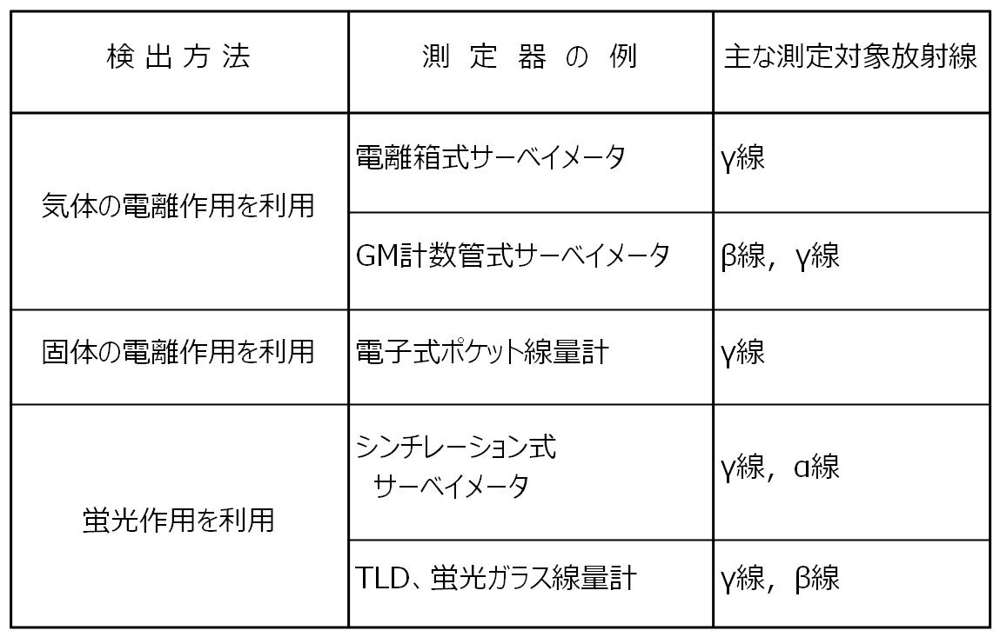 検出方法
測定器の例
主な測定対象放射線
気体の電離作用を利用
電離箱式サーベイメータ
γ線
GM計数管式サーベイメータ
β線，γ線
固体の電離作用を利用
電子式ポケット線量計
γ線
蛍光作用を利用
シンチレーション式
サーベイメータ
γ線，α線
TLD、蛍光ガラス線量計
γ線，β線